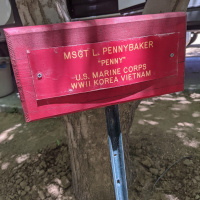 MSGT L. PENNYBAKER
"PENNY"
U.S. MARINE CORPS
WWII KOREA VIETNAM